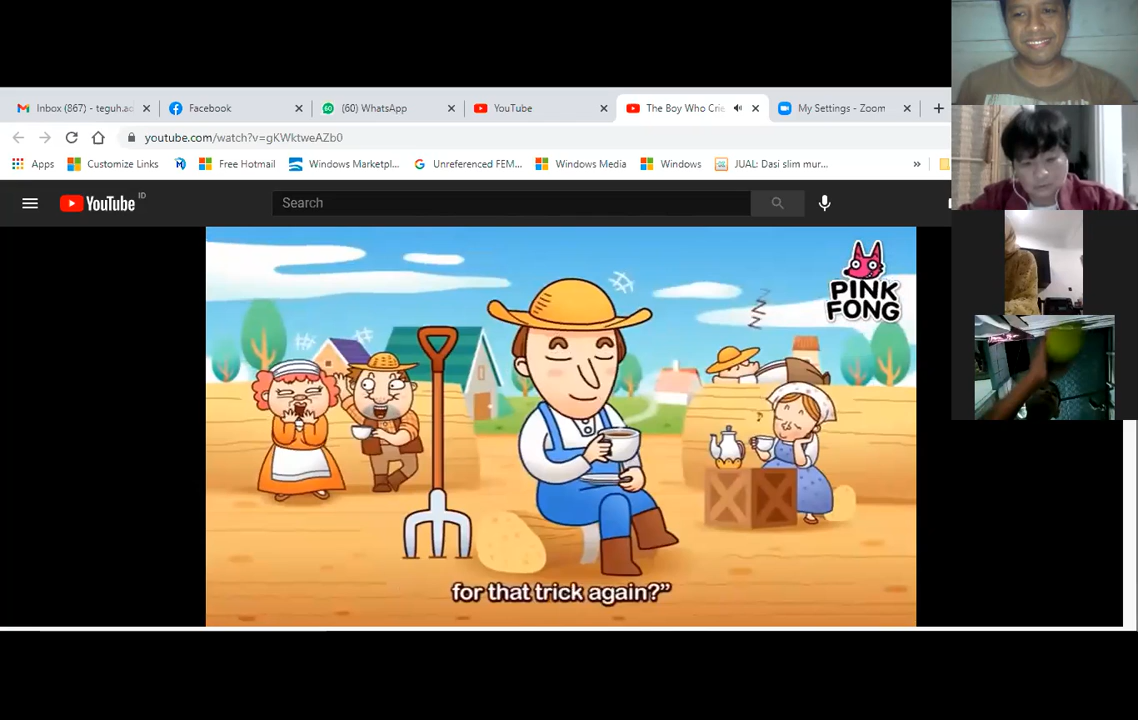 Inbox (867) - teguh.ad
Facebook
(60) WhatsApp
YouTube
The Boy Who Crie
My Settings - Zoom
youtube.com/watch?v=gKWktweAZb0
Apps
Customize Links
Free Hotmail
Windows Marketpl...
Unreferenced FEM...
Windows Media
Windows
JUAL: Dasi slim mur...
YouTube ID
Search
PINK
FONG
Z
Z
Z
for that trick again?”